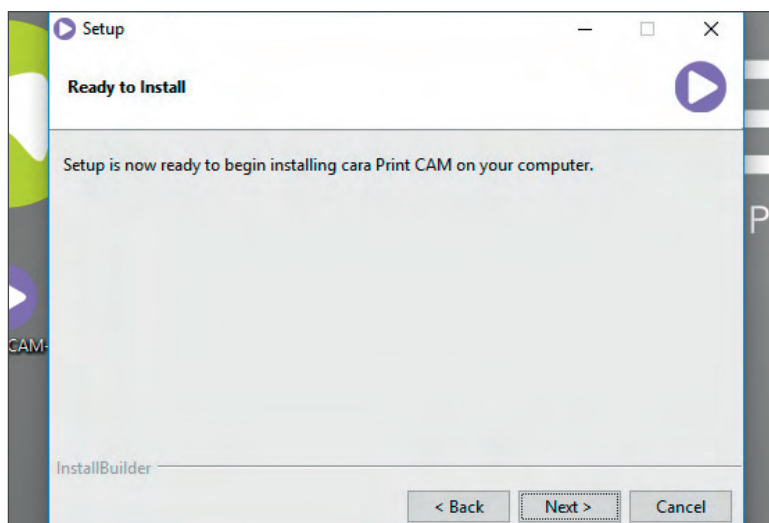 Setup
Ready to Install
Setup is now ready to begin installing cara Print CAM on your computer.
P
CAM-
InstallBuilder
< Back
Next >
Cancel